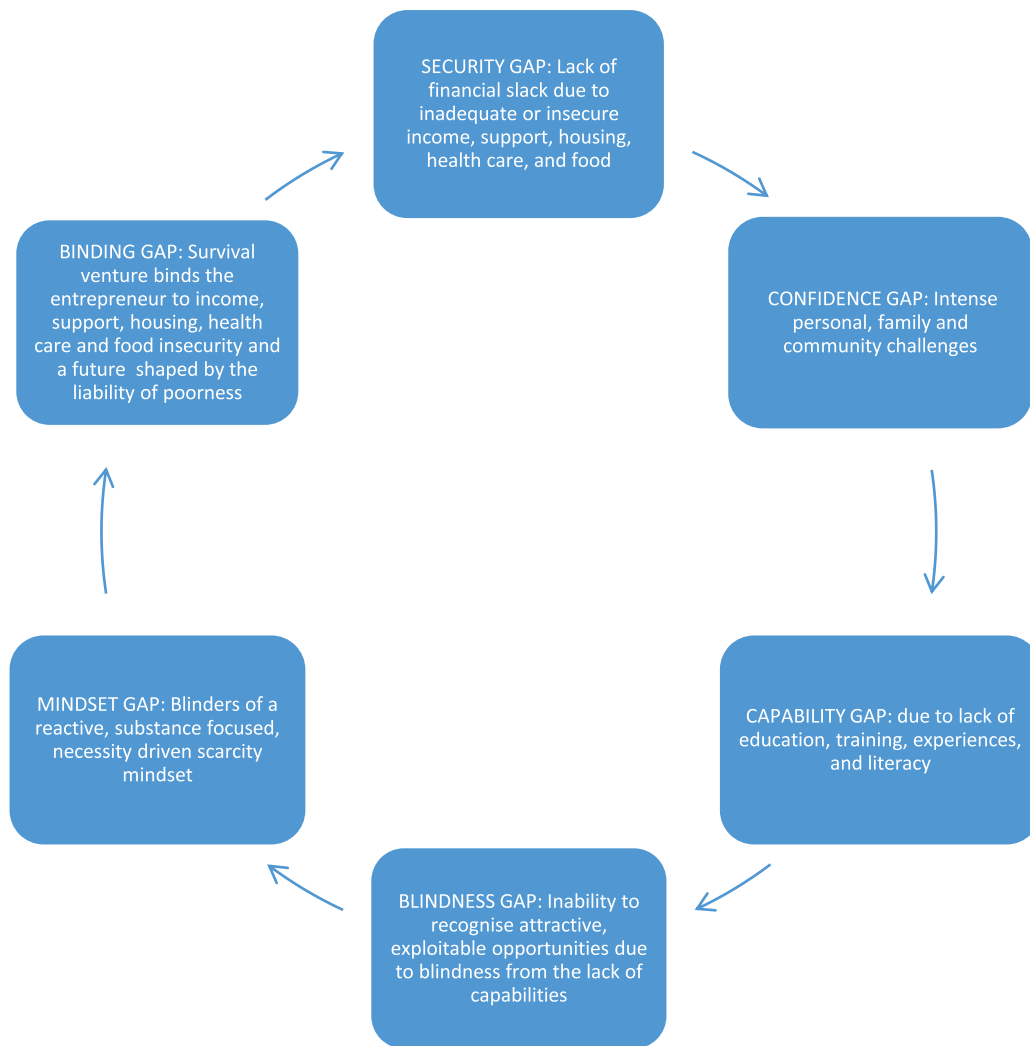 SECURITY GAP: Lack of
financial slack due to
inadequate or insecure
income, support, housing,
health care, and food
CONFIDENCE GAP: Intense
personal, family and
community challenges
CAPABILITY GAP: due to lack of
education, training, experiences,
and literacy
BLINDNESS GAP: Inability to
recognise attractive,
exploitable opportunities due
to blindness from the lack of
capabilities
MINDSET GAP: Blinders of a
reactive, substance focused,
necessity driven scarcity
mindset
BINDING GAP: Survival
venture binds the
entrepreneur to income,
support, housing, health
care and food insecurity and
a future  shaped by the
liability of poorness